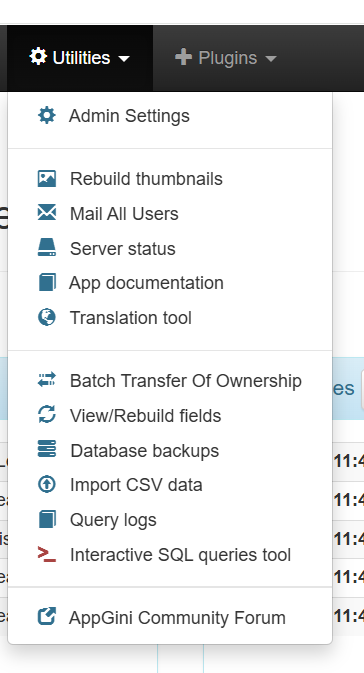 Utilities Plugins
Admin Settings
Rebuild thumbnails
Mail All Users
Server status
App documentation
Translation tool
Batch Transfer Of Ownership
View/Rebuild fields
Database backups
Import CSV data
Query logs
Interactive SQL queries tool
AppGini Community Forum